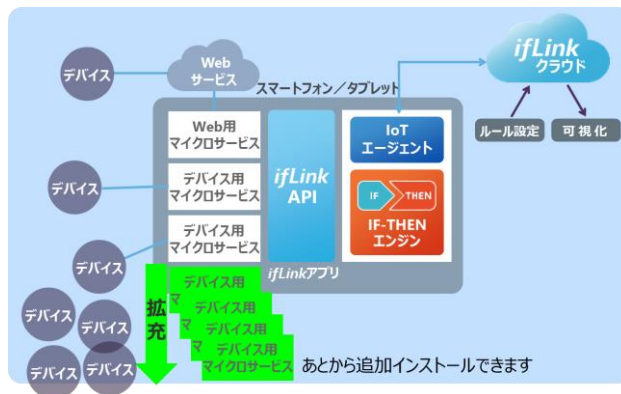 デバイス
Web
サービス
スマートフォン／タブレット
ifLink
クラウド
ルール設定
可視化
Web用
マイクロサービス
デバイス
デバイス用
マイクロサービス
デバイス
デバイス用
マイクロサービス
ifLink
API
IoT
エージェント
IF
THEN
IF-THEN
エンジン
ifLinkアプリ
拡充
デバイス用
マ
デバイス用
マ
デバイス用
マ
デバイス用
マイクロサービス
デバイス
デバイス
デバイス
デバイス
あとから追加インストールできます